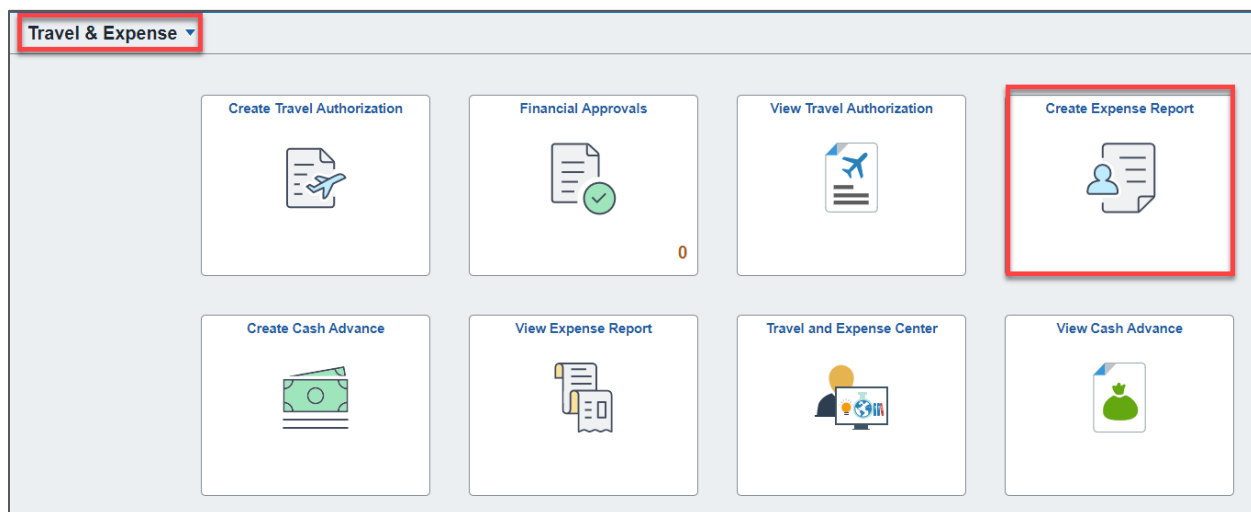 Travel & Expense
Create Travel Authorization
Financial Approvals
View Travel Authorization
Create Expense Report
0
Create Cash Advance
View Expense Report
Travel and Expense Center
View Cash Advance